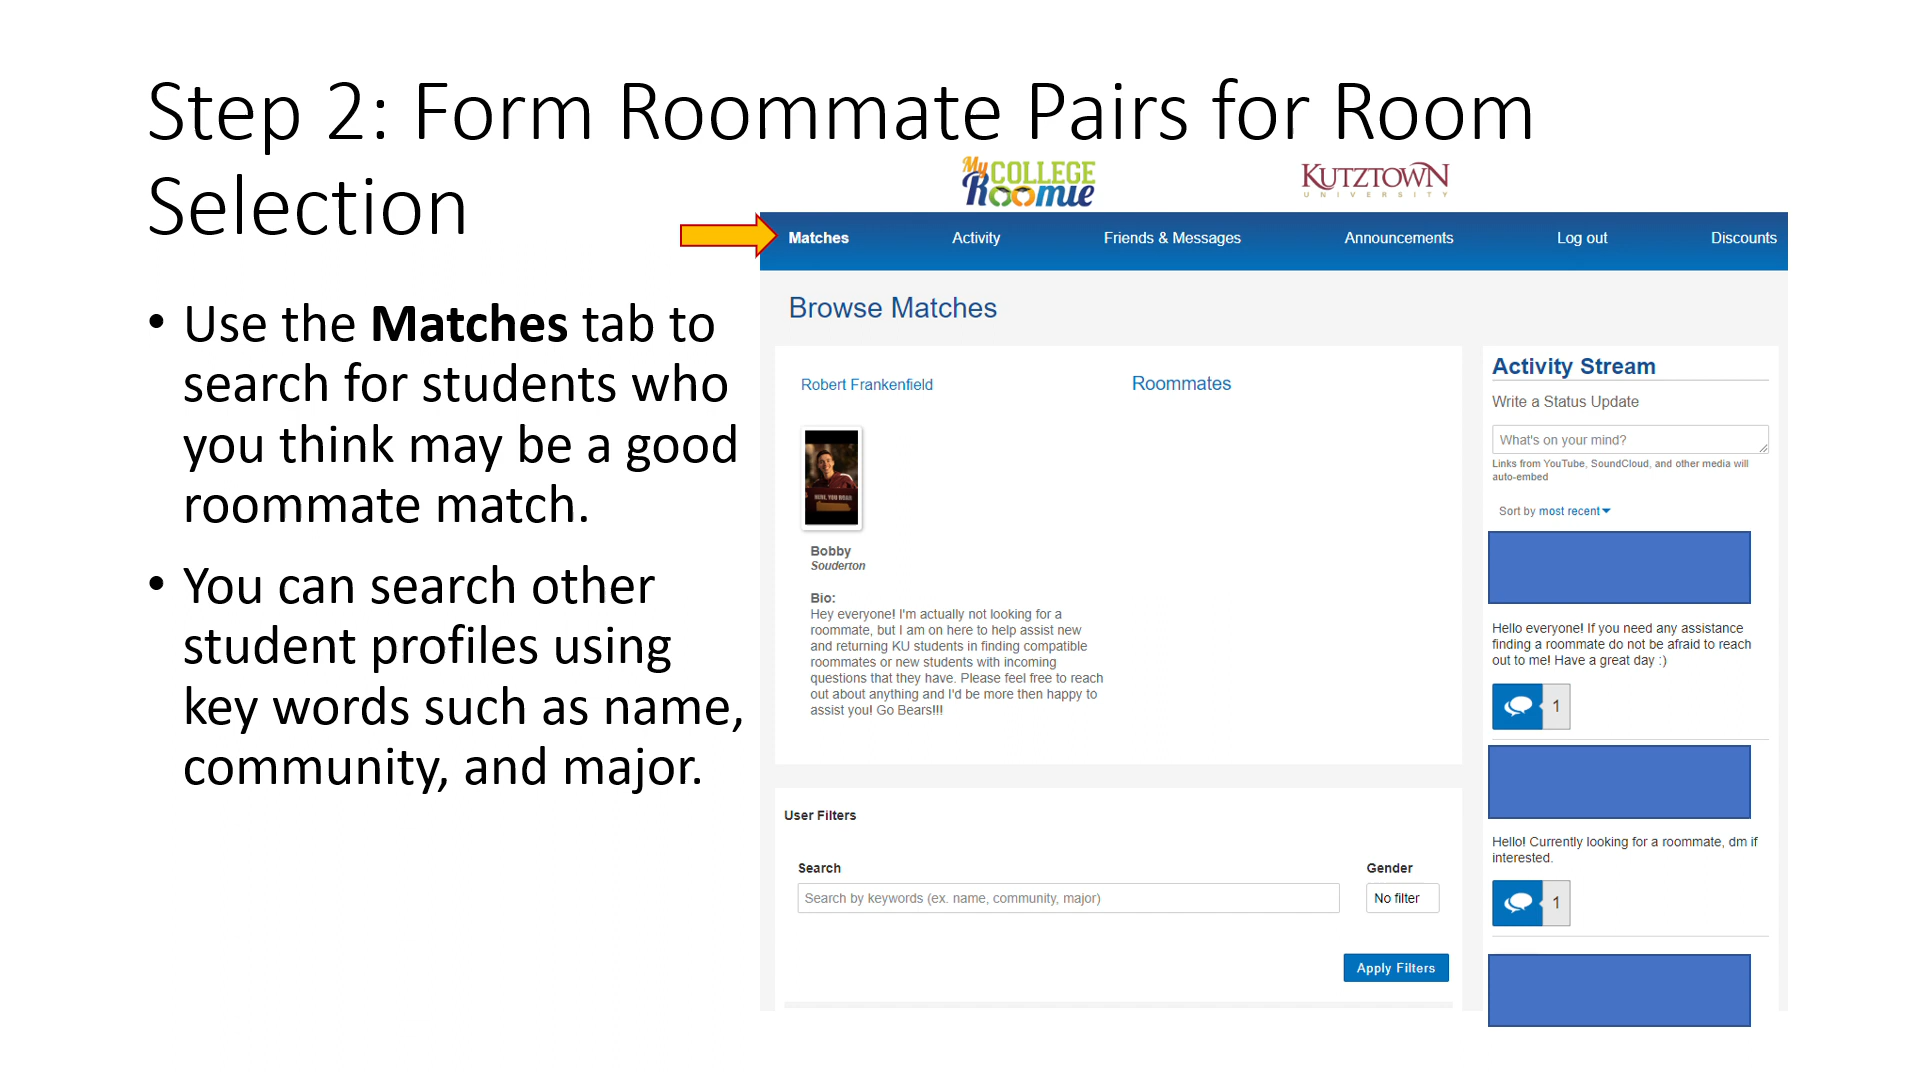 Step 2: Form Roommate Pairs for Room
Selection
• Use the Matches tab to
search for students who
you think may be a good
roommate match.
• You can search other
student profiles using
key words such as name,
community, and major.
My COLLEGE
Roomie
KUTZTOWN
UNIVERSITY
Matches
Activity
Friends & Messages
Announcements
Log out
Discounts
Browse Matches
Robert Frankenfield
Roommates
HERE, YOU ROAR
Bobby
Souderton
Bio:
Hey everyone! I'm actually not looking for a
roommate, but I am on here to help assist new
and returning KU students in finding compatible
roommates or new students with incoming
questions that they have. Please feel free to reach
out about anything and I'd be more then happy to
assist you! Go Bears!!!
User Filters
Search
Search by keywords (ex. name, community, major)
Gender
No filter
Apply Filters
Activity Stream
Write a Status Update
What's on your mind?
Links from YouTube, SoundCloud, and other media will
auto-embed
Sort by most recent
Hello everyone! If you need any assistance
finding a roommate do not be afraid to reach
out to me! Have a great day :)
1
Hello! Currently looking for a roommate, dm if
interested.
1